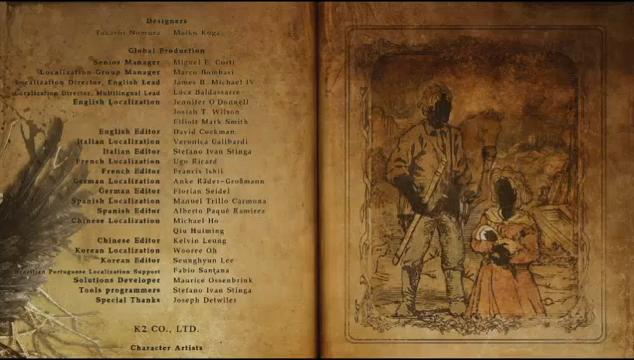 Designers
Takashi Nomura Maiko Koga
Global Production
Senior Manager Miguel E. Corti
Localization Group Manager Marco Bombasi
Localization Director, English Lead James B. Michael IV
Localization Director, Multilingual Lead Luca Baldassarre
English Localization Jennifer O'Donnell
Josiah T. Wilson
Elliott Mark Smith
English Editor David Cockman
Italian Localization Veronica Galibardi
Italian Editor Stefano Ivan Stinga
French Localization Ugo Ricard
French Editor Francis Ishii
German Localization Anke Räder-Großmann
German Editor Florian Seidel
Spanish Localization Manuel Trillo Carmona
Spanish Editor Alberto Paqué Ramírez
Chinese Localization Michael Ho
Qiu Huiming
Chinese Editor Kelvin Leung
Korean Localization Wooree Oh
Korean Editor Seunghyun Lee
Brazilian Portuguese Localization Support Fabio Santana
Solutions Developer Maurice Ossenbrink
Tools programmers Stefano Ivan Stinga
Special Thanks Joseph Detwiler
K2 CO., LTD.
Character Artists